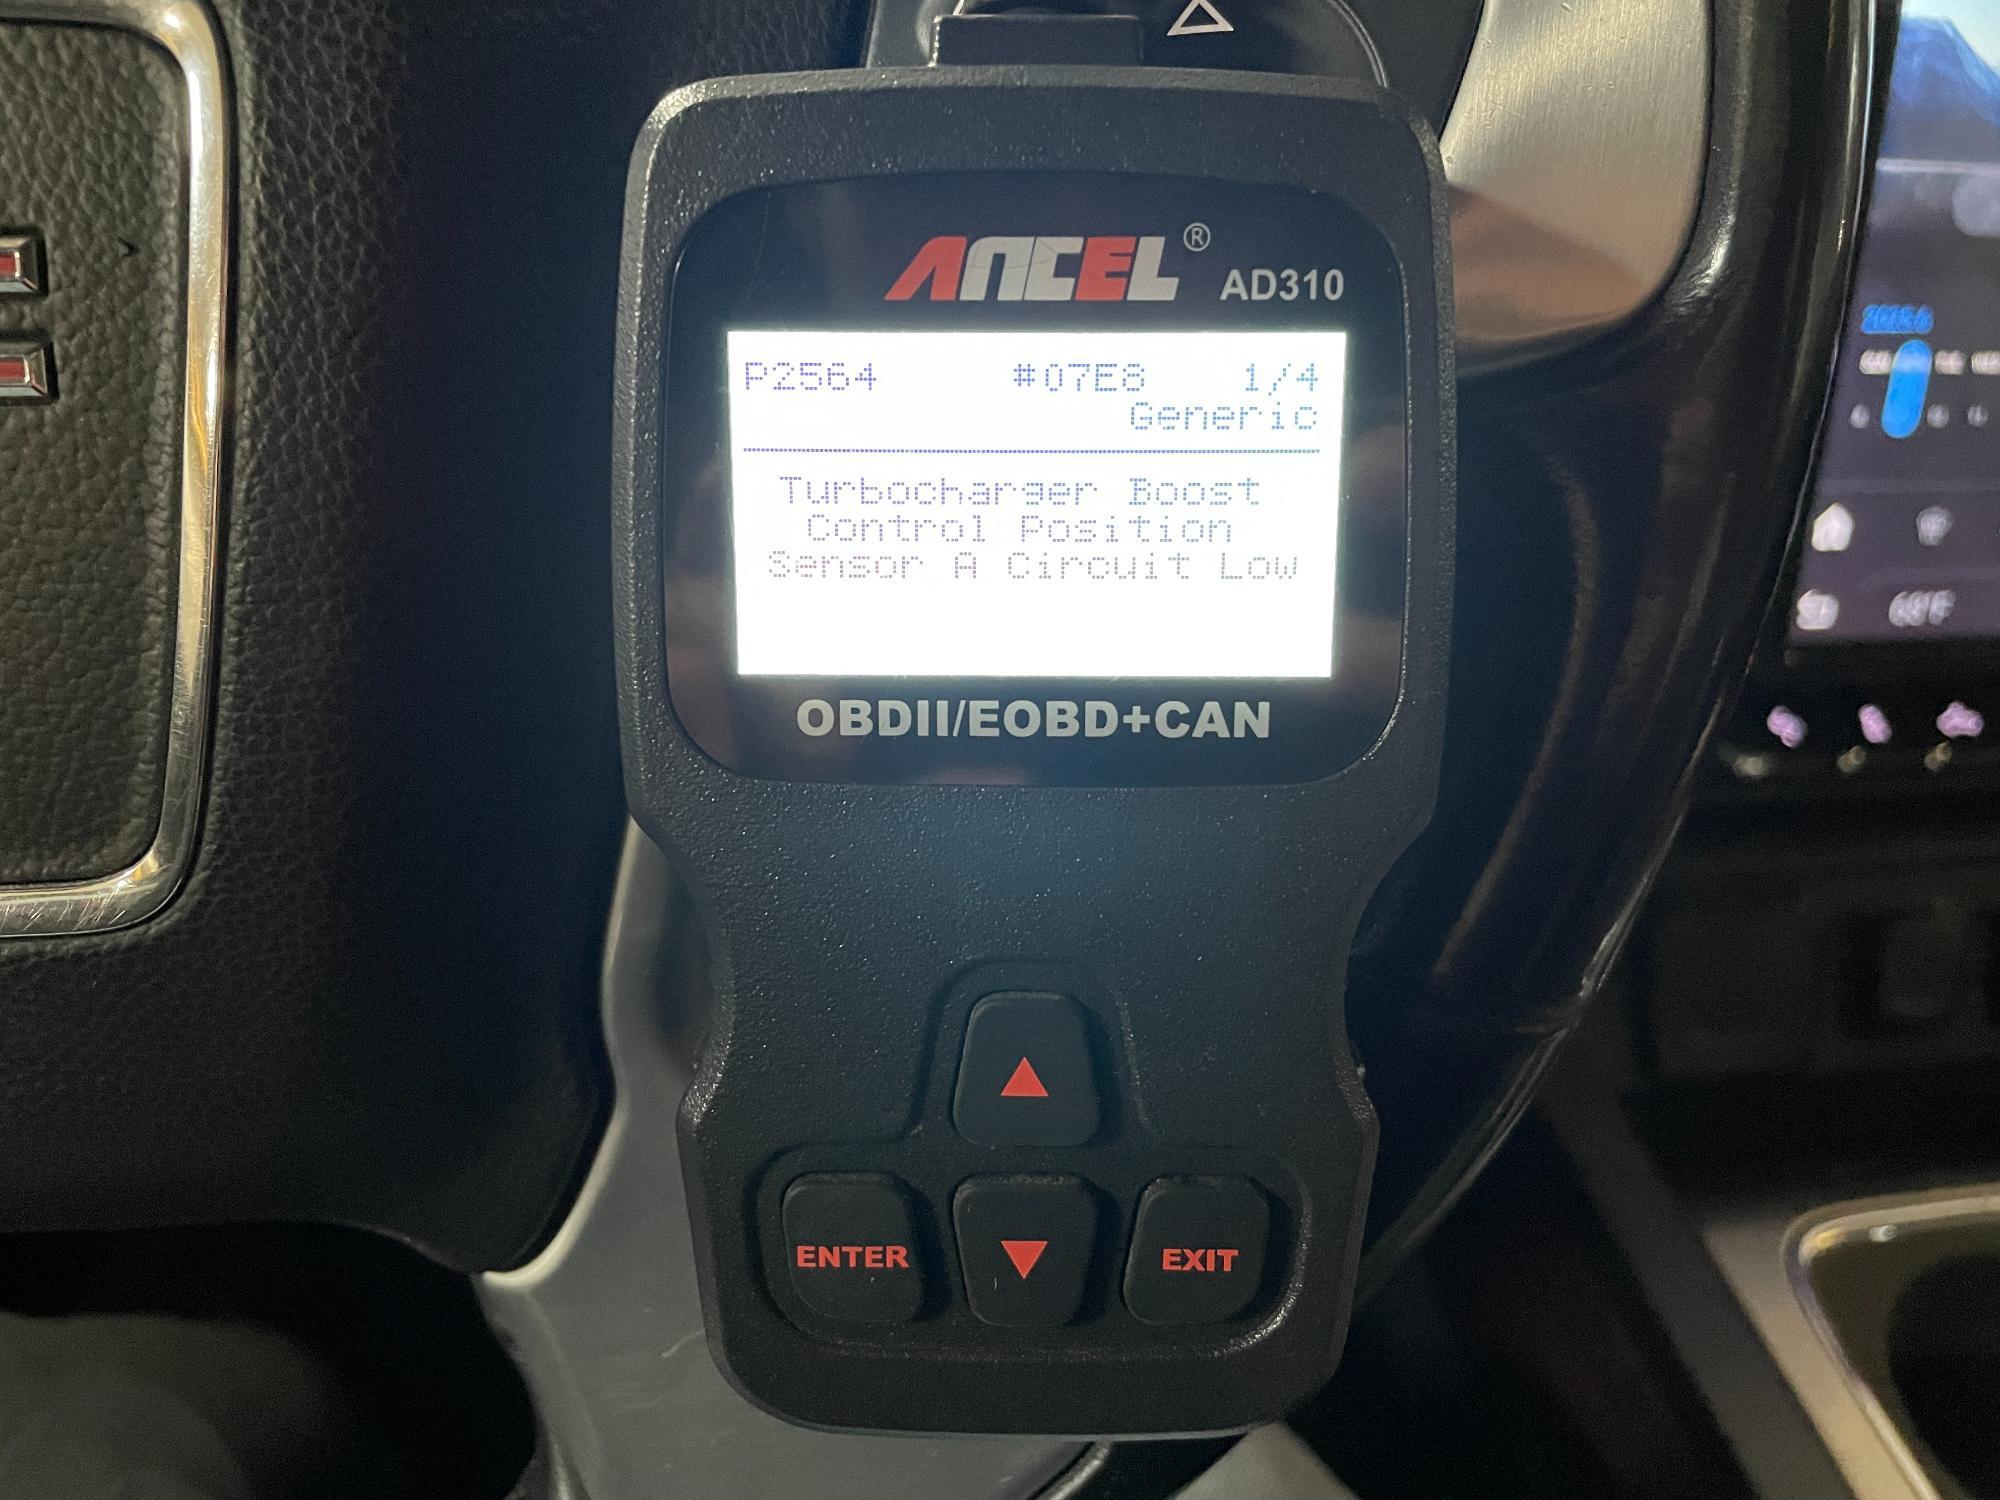 ANCEL®
AD310
P2564 #07E8 1/4
Generic
Turbocharger Boost
Control Position
Sensor A Circuit Low
OBDII/EOBD+CAN
ENTER
EXIT
68°F